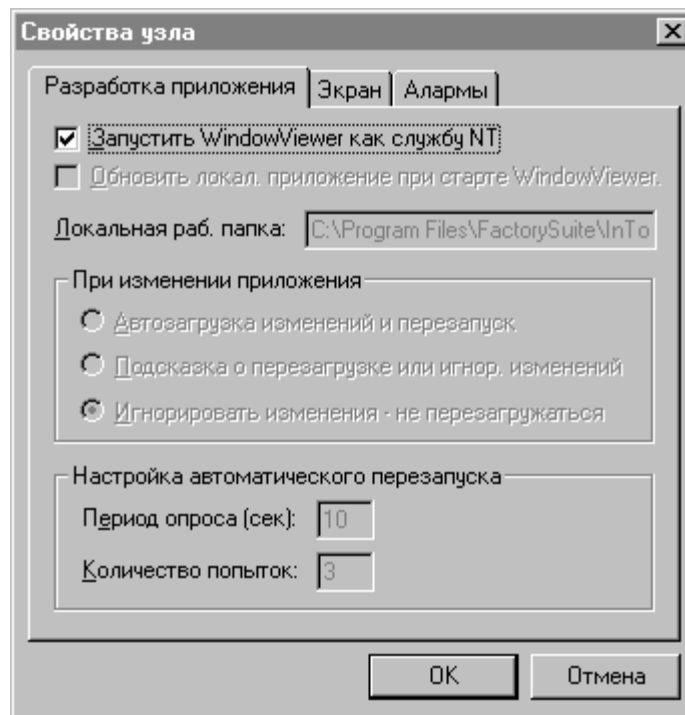 Свойства узла
Разработка приложения Экран Алармы
Запустить WindowViewer как службу NT
Обновить локал. приложение при старте WindowViewer.
Локальная раб. папка: C:\Program Files\FactorySuite\InTo
При изменении приложения
Автозагрузка изменений и перезапуск
Подсказка о перезагрузке или игнор. изменений
Игнорировать изменения - не перезагружаться
Настройка автоматического перезапуска
Период опроса (сек): 10
Количество попыток: 3
OK Отмена